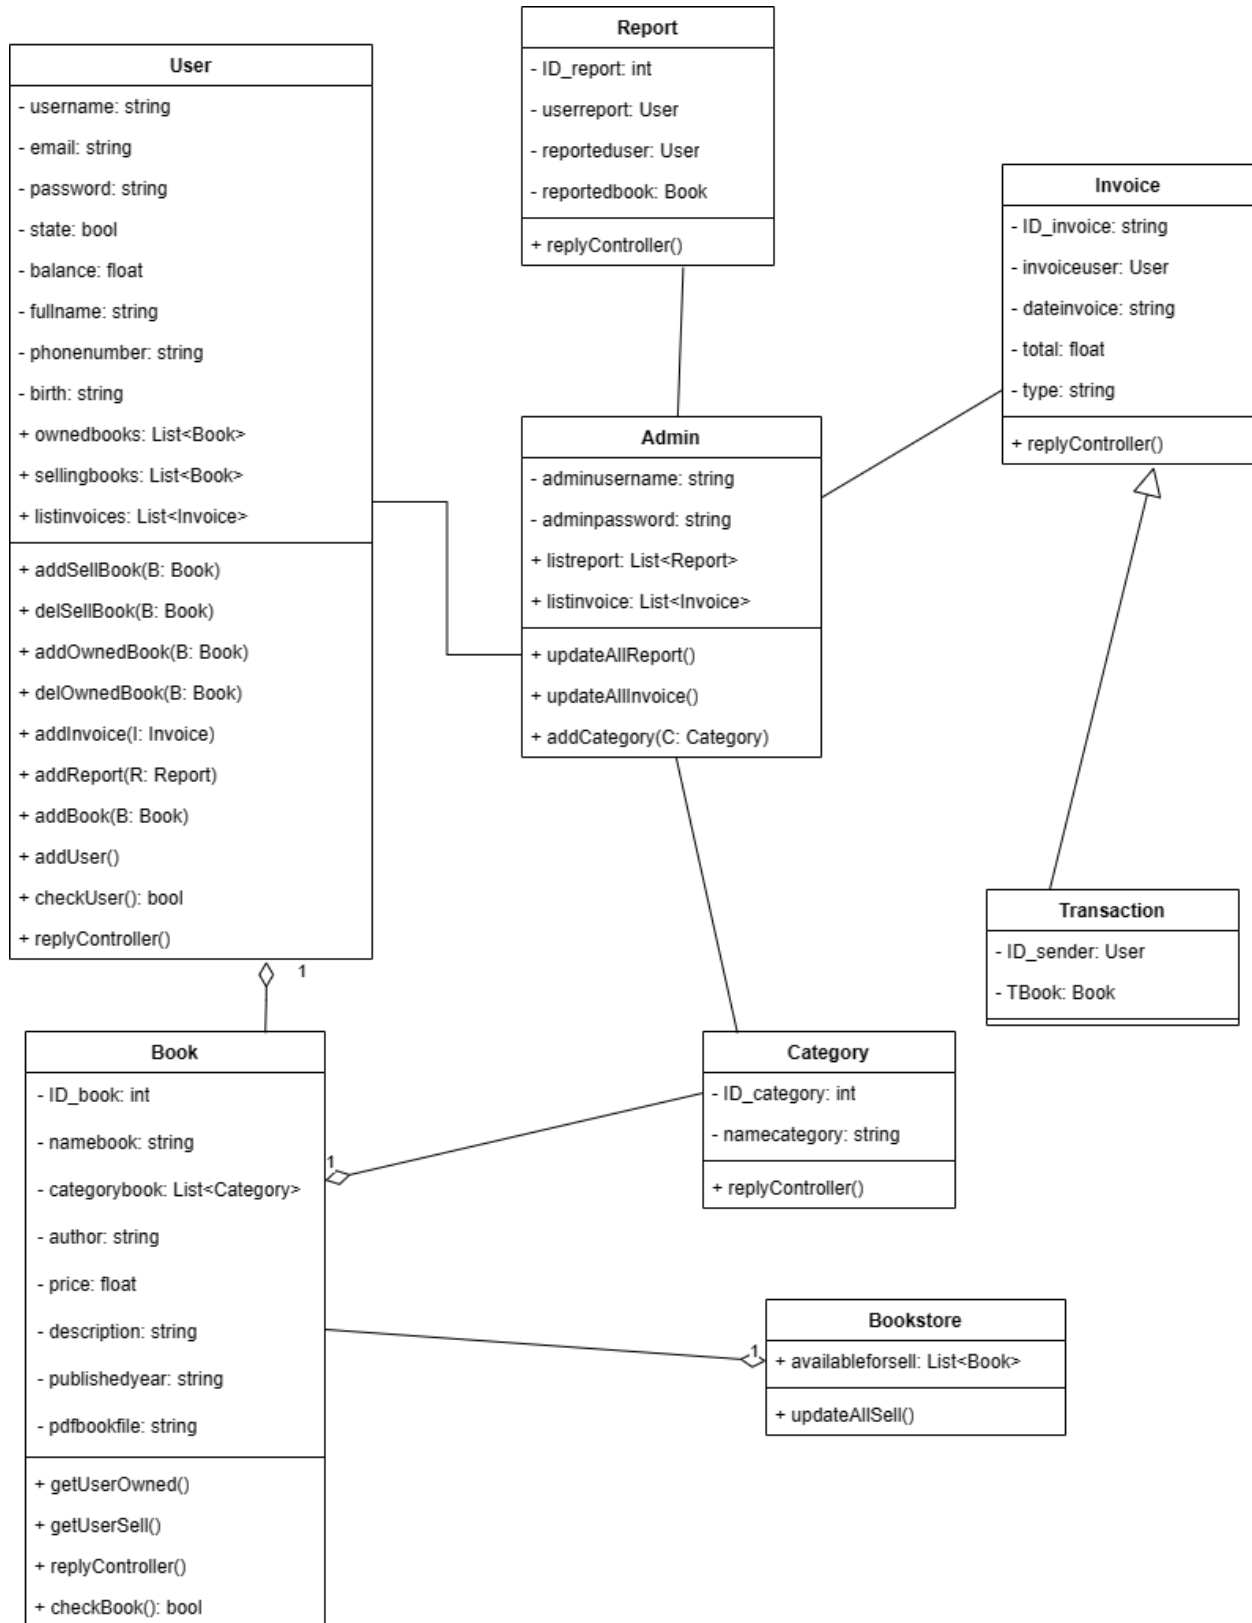 User
- username: string
- email: string
- password: string
- state: bool
- balance: float
- fullname: string
- phonenumber: string
- birth: string
+ ownedbooks: List<Book>
+ sellingbooks: List<Book>
+ listinvoices: List<Invoice>
+ addSellBook(B: Book)
+ delSellBook(B: Book)
+ addOwnedBook(B: Book)
+ delOwnedBook(B: Book)
+ addInvoice(I: Invoice)
+ addReport(R: Report)
+ addBook(B: Book)
+ addUser()
+ checkUser(): bool
+ replyController()
1
Report
- ID_report: int
- userreport: User
- reporteduser: User
- reportedbook: Book
+ replyController()
Invoice
- ID_invoice: string
- invoiceuser: User
- dateinvoice: string
- total: float
- type: string
+ replyController()
Admin
- adminusername: string
- adminpassword: string
+ listreport: List<Report>
+ listinvoice: List<Invoice>
+ updateAllReport()
+ updateAllInvoice()
+ addCategory(C: Category)
Transaction
- ID_sender: User
- TBook: Book
Book
- ID_book: int
- namebook: string
- categorybook: List<Category>
- author: string
- price: float
- description: string
- publishedyear: string
- pdfbookfile: string
+ getUserOwned()
+ getUserSell()
+ replyController()
+ checkBook(): bool
1
Category
- ID_category: int
- namecategory: string
+ replyController()
1
Bookstore
+ availableforsell: List<Book>
+ updateAllSell()